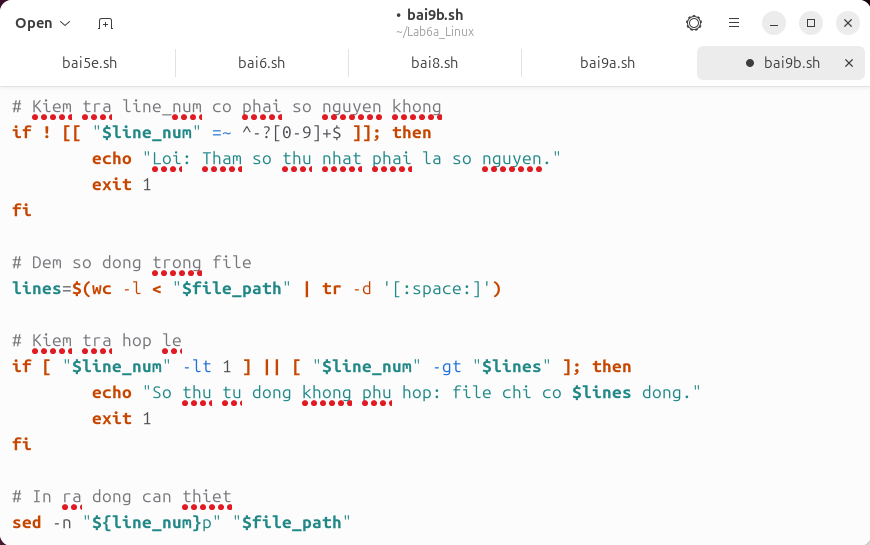 Open
• bai9b.sh
~/Lab6a_Linux
bai5e.sh bai6.sh bai8.sh bai9a.sh ● bai9b.sh ×
# Kiem tra line_num co phai so nguyen khong
if ! [[ "$line_num" =~ ^-?[0-9]+$ ]]; then
        echo "Loi: Tham so thu nhat phai la so nguyen."
        exit 1
fi

# Dem so dong trong file
lines=$(wc -l < "$file_path" | tr -d '[:space:]')

# Kiem tra hop le
if [ "$line_num" -lt 1 ] || [ "$line_num" -gt "$lines" ]; then
        echo "So thu tu dong khong phu hop: file chi co $lines dong."
        exit 1
fi

# In ra dong can thiet
sed -n "${line_num}p" "$file_path"